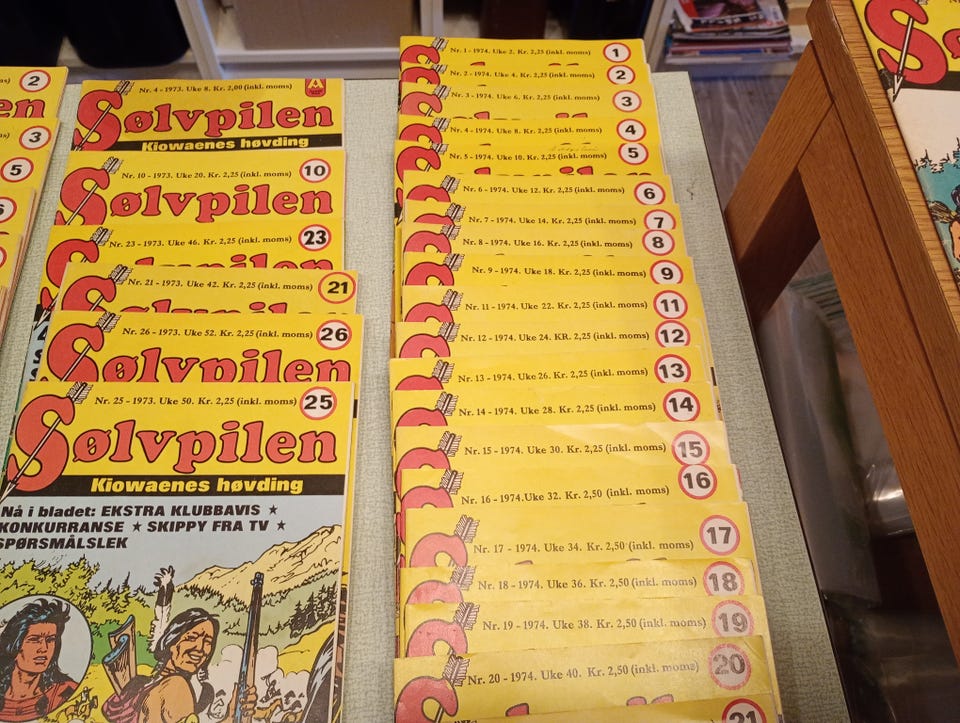 2
3
5
Nr. 4 - 1973. Uke 8. Kr. 2,00 (inkl. moms)
Sølvpilen
Kiowaenes høvding
Nr. 10 - 1973. Uke 20. Kr. 2,25 (inkl. moms) 10
Sølvpilen
Nr. 23 - 1973. Uke 46. Kr. 2,25 (inkl. moms) 23
Nr. 21 - 1973. Uke 42. Kr. 2,25 (inkl. moms) 21
Nr. 26 - 1973. Uke 52. Kr. 2,25 (inkl. moms) 26
Sølvpilen
Nr. 25 - 1973. Uke 50. Kr. 2,25 (inkl. moms) 25
Sølvpilen
Kiowaenes høvding
Nå i bladet: EKSTRA KLUBBAVIS ★
KONKURRANSE ★ SKIPPY FRA TV ★
SPØRSMÅLSLEK
Nr. 1 - 1974. Uke 2. Kr. 2,25 (inkl. moms) 1
Nr. 2 - 1974. Uke 4. Kr. 2,25 (inkl. moms) 2
Nr. 3 - 1974. Uke 6. Kr. 2,25 (inkl. moms) 3
Nr. 4 - 1974. Uke 8. Kr. 2,25 (inkl. moms) 4
Nr. 5 - 1974. Uke 10. Kr. 2,25 (inkl. moms) 5
Nr. 6 - 1974. Uke 12. Kr. 2,25 (inkl. moms) 6
Nr. 7 - 1974. Uke 14. Kr. 2,25 (inkl. moms) 7
Nr. 8 - 1974. Uke 16. Kr. 2,25 (inkl. moms) 8
Nr. 9 - 1974. Uke 18. Kr. 2,25 (inkl. moms) 9
Nr. 11 - 1974. Uke 22. Kr. 2,25 (inkl. moms) 11
Nr. 12 - 1974. Uke 24. KR. 2,25 (inkl. moms) 12
Nr. 13 - 1974. Uke 26. Kr. 2,25 (inkl. moms) 13
Nr. 14 - 1974. Uke 28. Kr. 2,25 (inkl. moms) 14
Nr. 15 - 1974. Uke 30. Kr. 2,25 (inkl. moms) 15
Nr. 16 - 1974. Uke 32. Kr. 2,50 (inkl. moms) 16
Nr. 17 - 1974. Uke 34. Kr. 2,50 (inkl. moms) 17
Nr. 18 - 1974. Uke 36. Kr. 2,50 (inkl. moms) 18
Nr. 19 - 1974. Uke 38. Kr. 2,50 (inkl. moms) 19
Nr. 20 - 1974. Uke 40. Kr. 2,50 (inkl. moms) 20
21